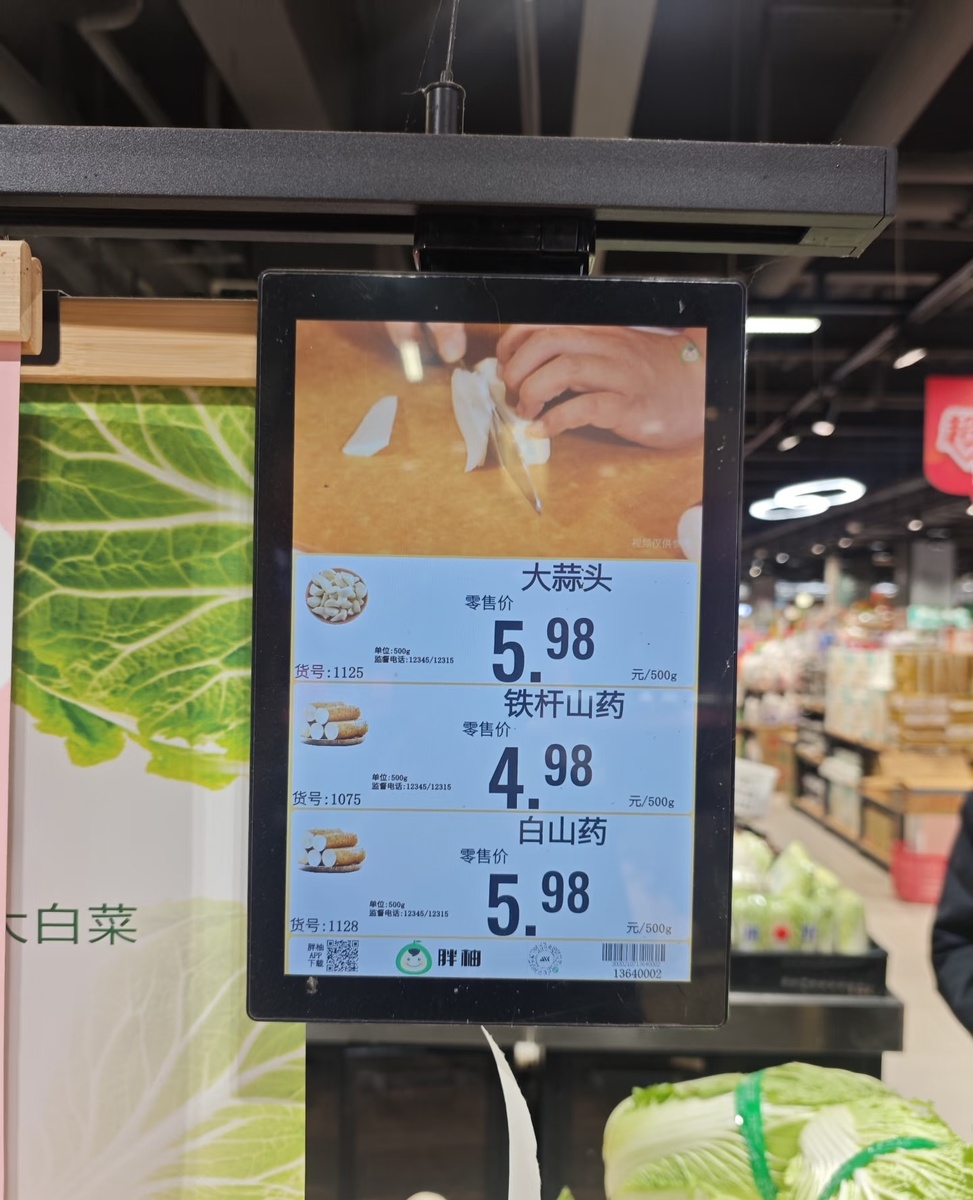 视频仅供参
大蒜头
零售价
5.98
单位:500g
监督电话:12345/12315
货号:1125
元/500g
铁杆山药
零售价
4.98
单位:500g
监督电话:12345/12315
货号:1075
元/500g
白山药
零售价
5.98
单位:500g
监督电话:12345/12315
货号:1128
元/500g
胖柚
APP
下载
胖柚
13640002
大白菜